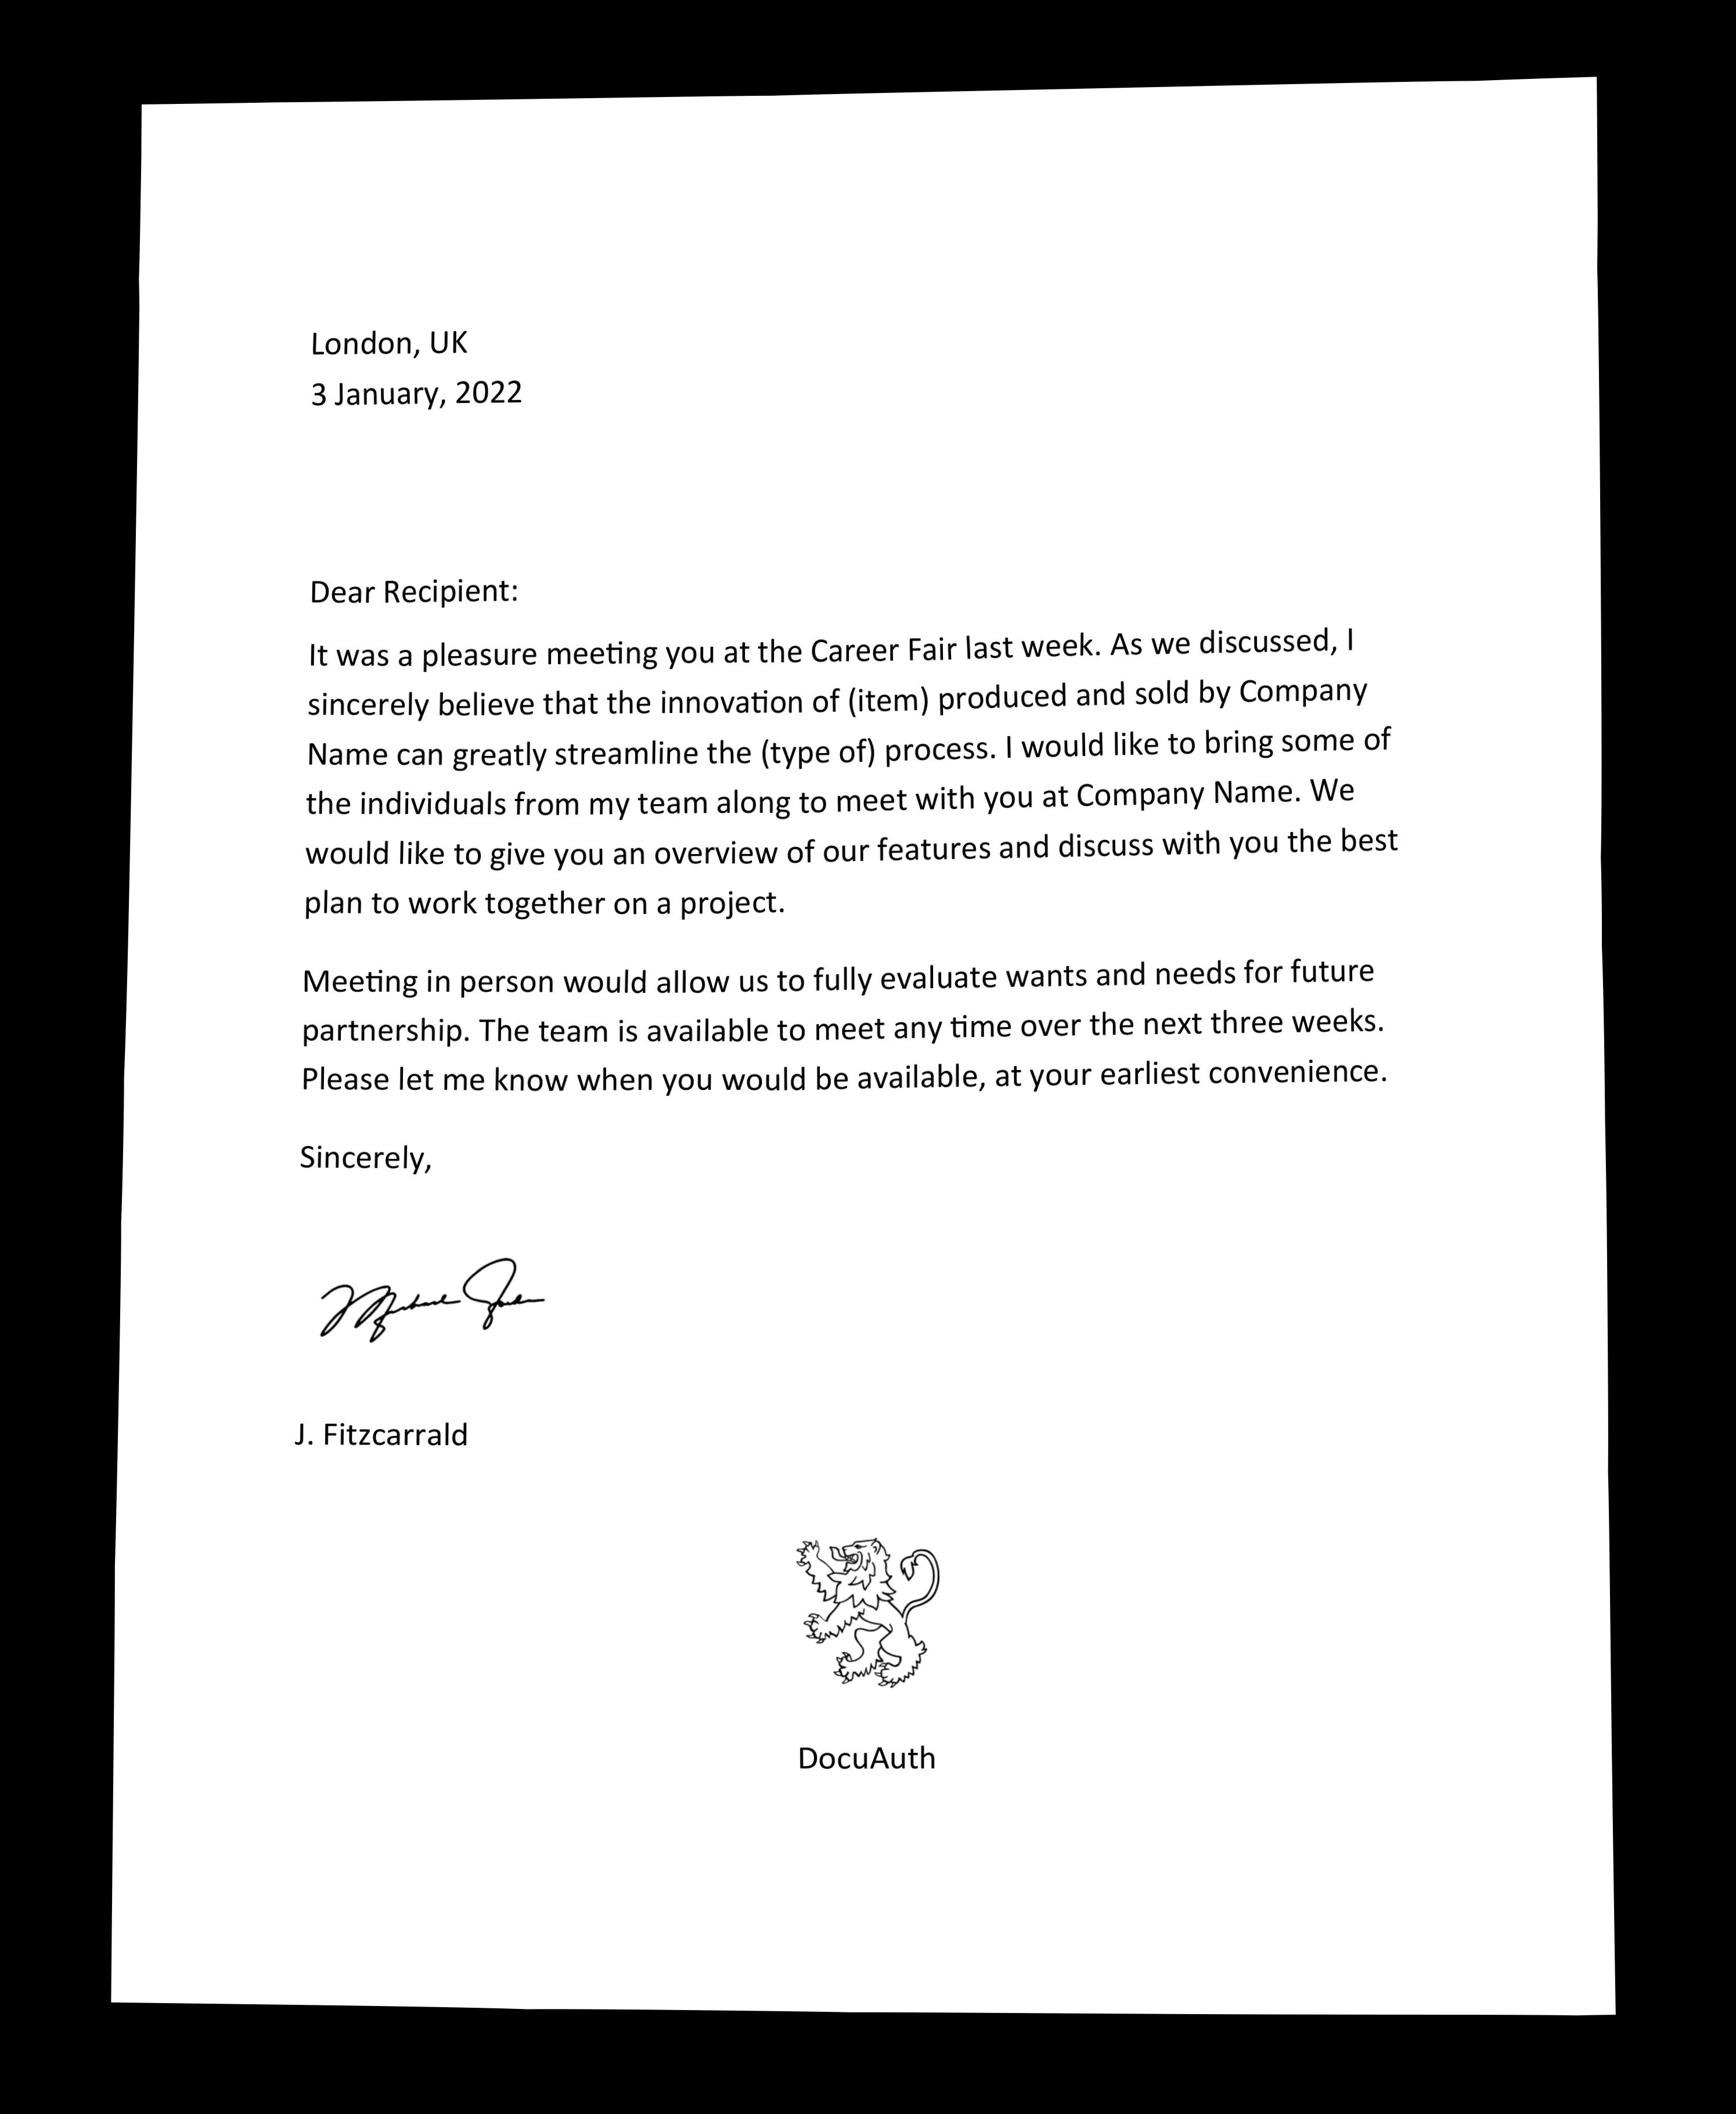 London, UK
3 January, 2022
Dear Recipient:
It was a pleasure meeting you at the Career Fair last week. As we discussed, I
sincerely believe that the innovation of (item) produced and sold by Company
Name can greatly streamline the (type of) process. I would like to bring some of
the individuals from my team along to meet with you at Company Name. We
would like to give you an overview of our features and discuss with you the best
plan to work together on a project.
Meeting in person would allow us to fully evaluate wants and needs for future
partnership. The team is available to meet any time over the next three weeks.
Please let me know when you would be available, at your earliest convenience.
Sincerely,
J. Fitzcarrald
DocuAuth